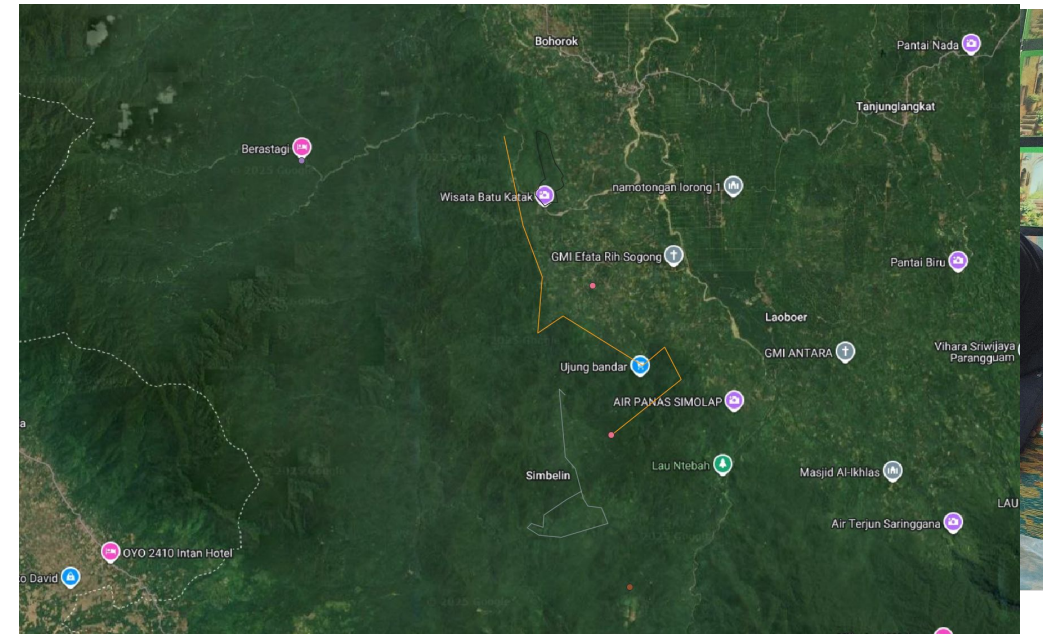 Bohorok
Pantai Nada
Tanjunglangkat
Berastagi
Wisata Batu Katak
namotongan lorong 1
GMI Efata Rih Sogong
Pantai Biru
Laoboer
GMI ANTARA
Vihara Sriwijaya
Parangguam
Ujung bandar
AIR PANAS SIMOLAP
a
Lau Ntebah
Simbelin
Masjid Al-Ikhlas
LAU
Air Terjun Saringgana
OYO 2410 Intan Hotel
o David